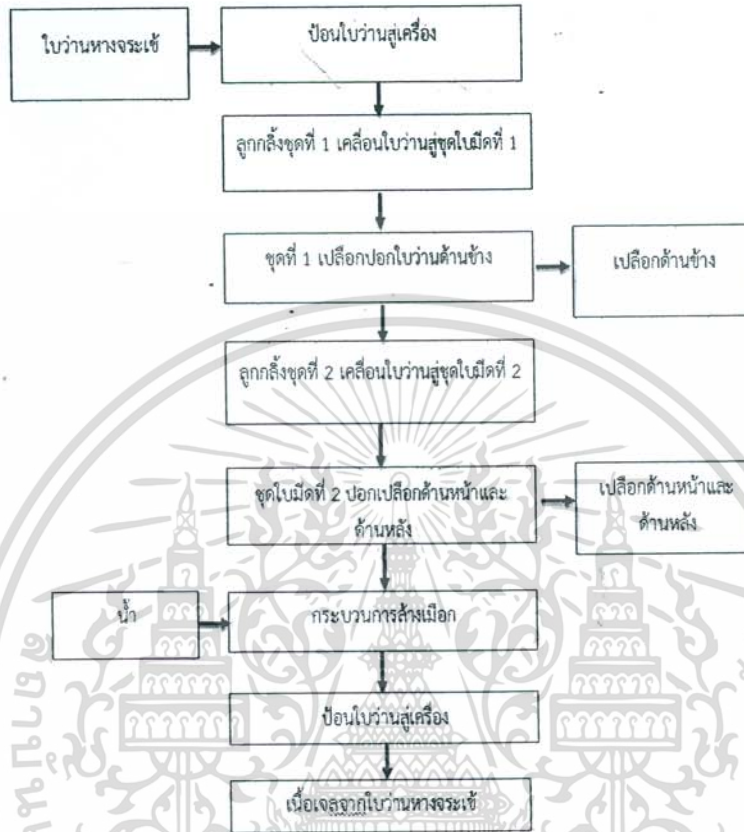 ใบว่านหางจระเข้
ป้อนใบว่านสู่เครื่อง
ลูกกลิ้งชุดที่ 1 เคลื่อนใบว่านสู่ชุดใบมีดที่ 1
ชุดที่ 1 เปลือกปอกใบว่านด้านข้าง
เปลือกด้านข้าง
ลูกกลิ้งชุดที่ 2 เคลื่อนใบว่านสู่ชุดใบมีดที่ 2
ชุดใบมีดที่ 2 ปอกเปลือกด้านหน้าและ
ด้านหลัง
เปลือกด้านหน้าและ
ด้านหลัง
น้ำ
กระบวนการล้างเมือก
ป้อนใบว่านสู่เครื่อง
เนื้อเจลจากใบว่านหางจระเข้